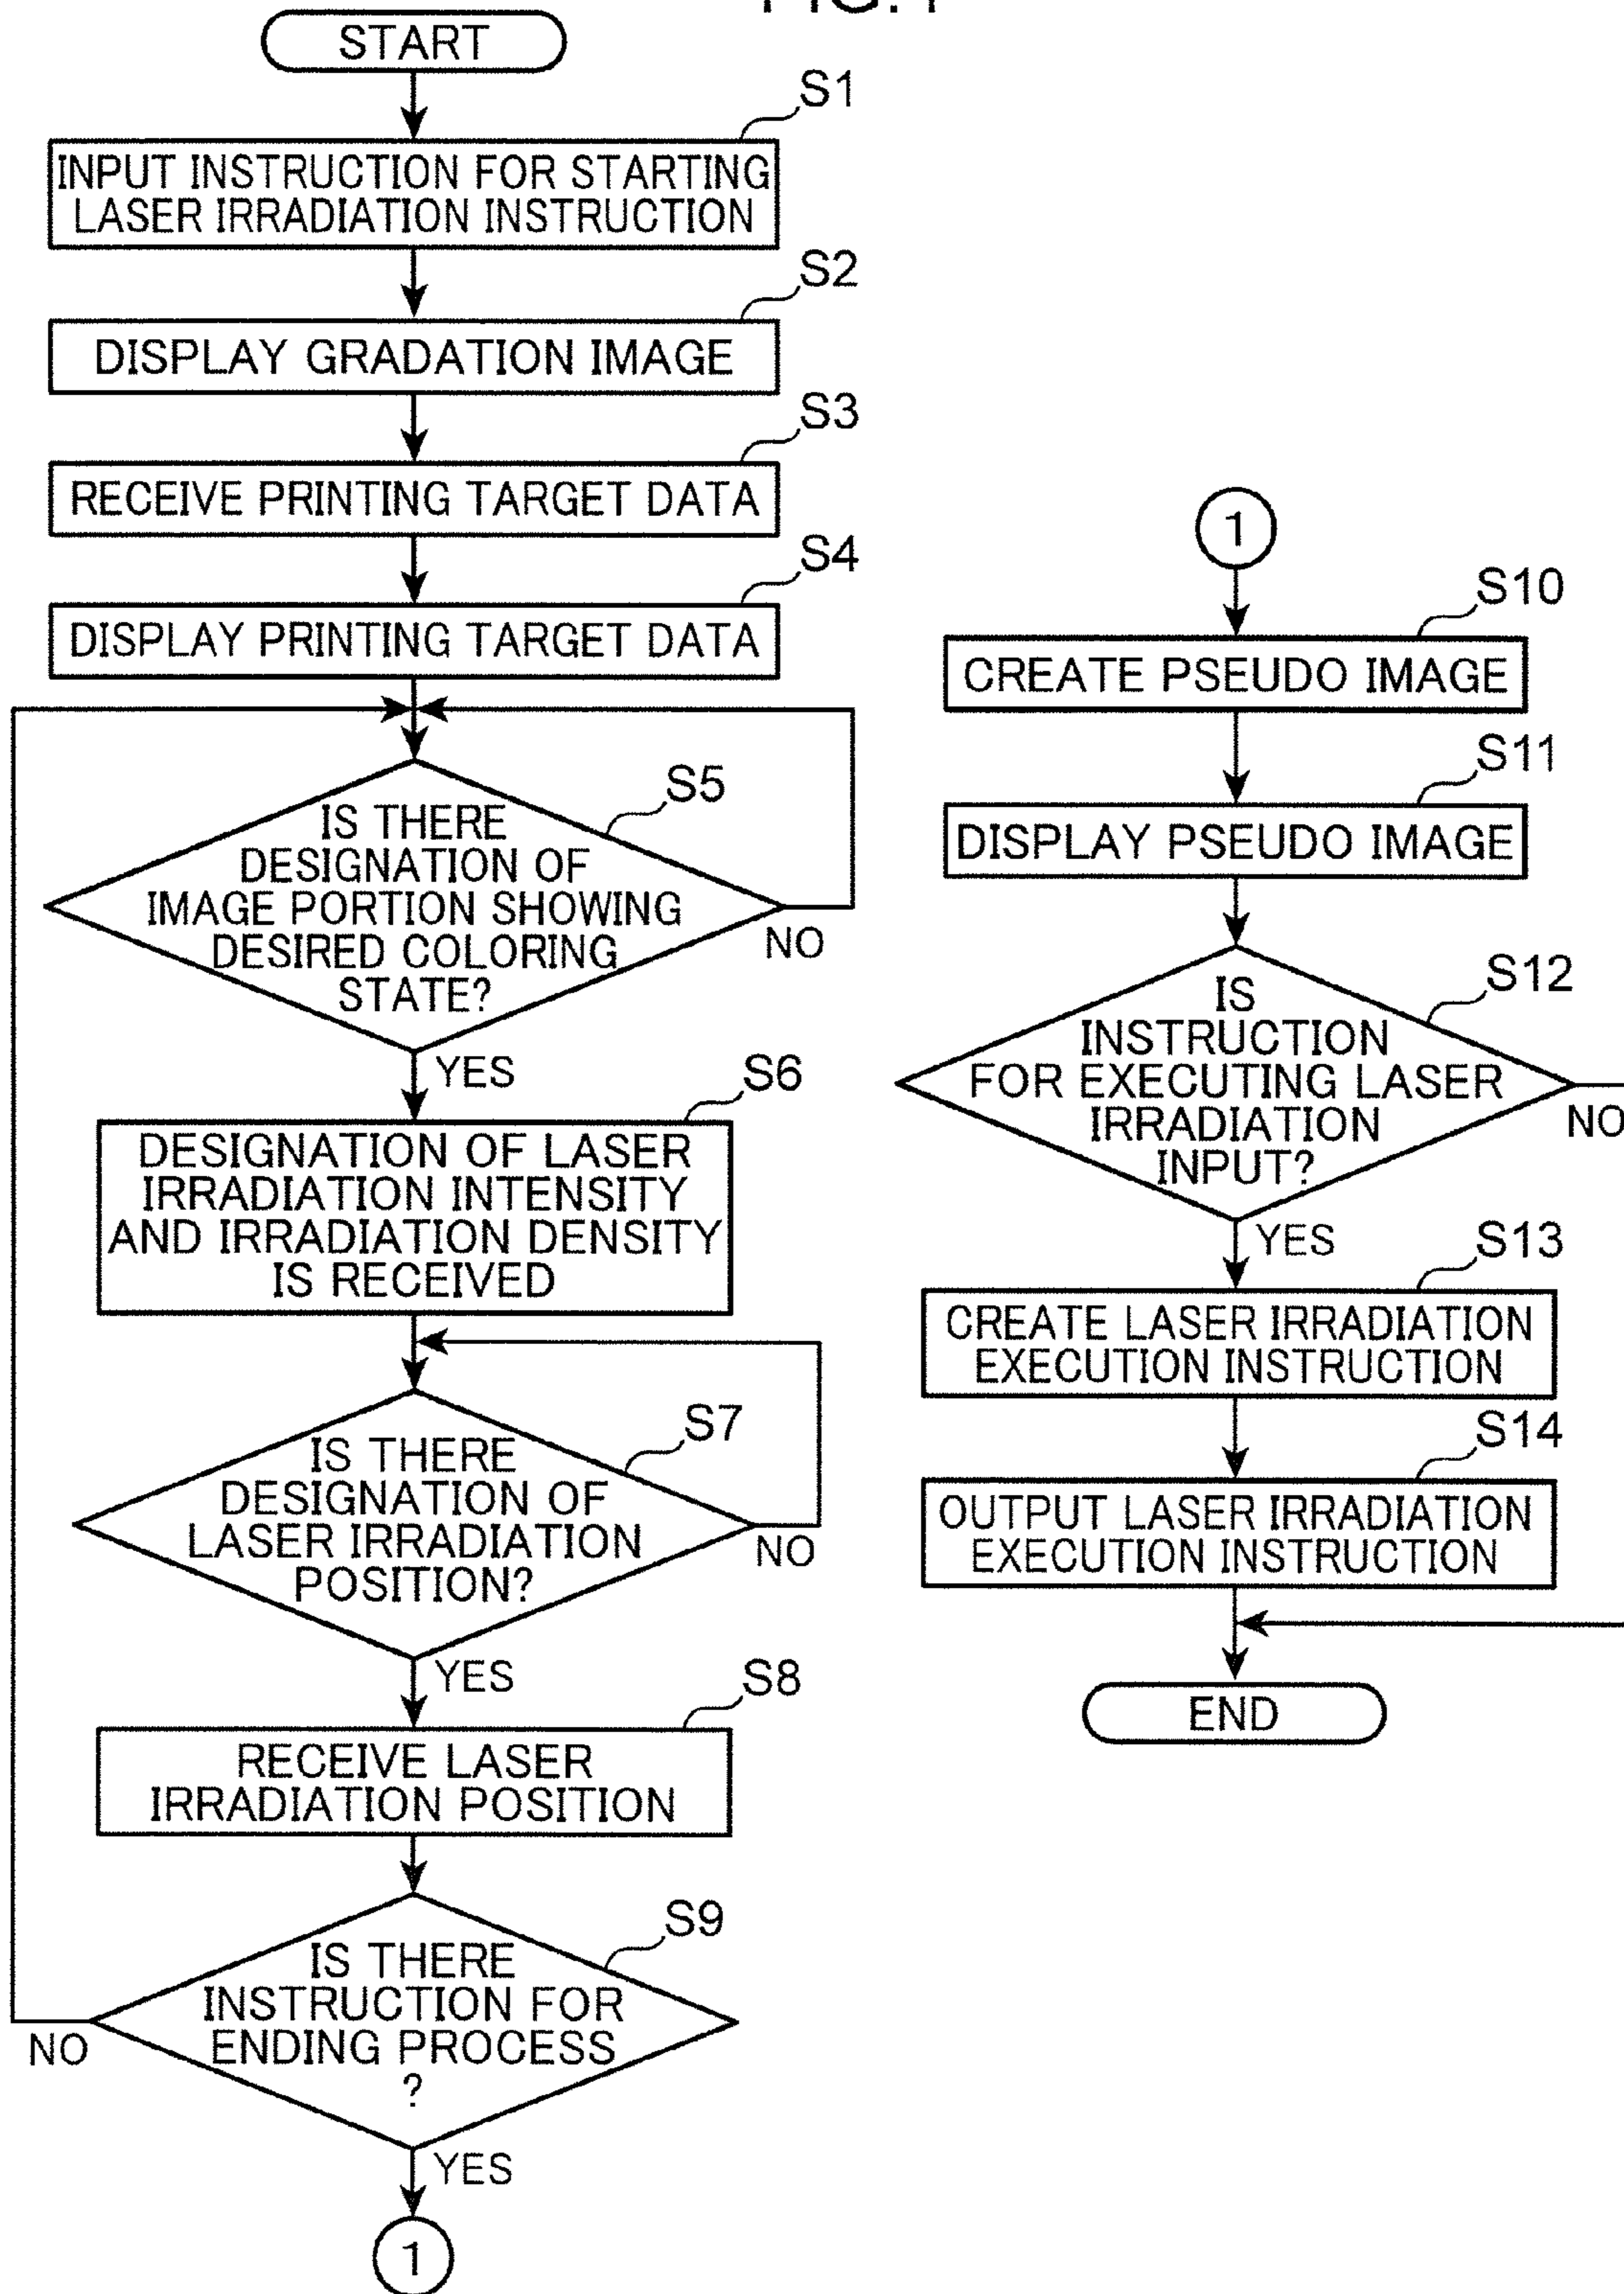 START
S1
INPUT INSTRUCTION FOR STARTING
LASER IRRADIATION INSTRUCTION
S2
DISPLAY GRADATION IMAGE
S3
RECEIVE PRINTING TARGET DATA
S4
DISPLAY PRINTING TARGET DATA
S5
IS THERE
DESIGNATION OF
IMAGE PORTION SHOWING
DESIRED COLORING
STATE?
NO
YES
S6
DESIGNATION OF LASER
IRRADIATION INTENSITY
AND IRRADIATION DENSITY
IS RECEIVED
S7
IS THERE
DESIGNATION OF
LASER IRRADIATION
POSITION?
NO
YES
S8
RECEIVE LASER
IRRADIATION POSITION
S9
IS THERE
INSTRUCTION FOR
ENDING PROCESS
?
NO
YES
1
1
S10
CREATE PSEUDO IMAGE
S11
DISPLAY PSEUDO IMAGE
S12
IS
INSTRUCTION
FOR EXECUTING LASER
IRRADIATION
INPUT?
NO
YES
S13
CREATE LASER IRRADIATION
EXECUTION INSTRUCTION
S14
OUTPUT LASER IRRADIATION
EXECUTION INSTRUCTION
END